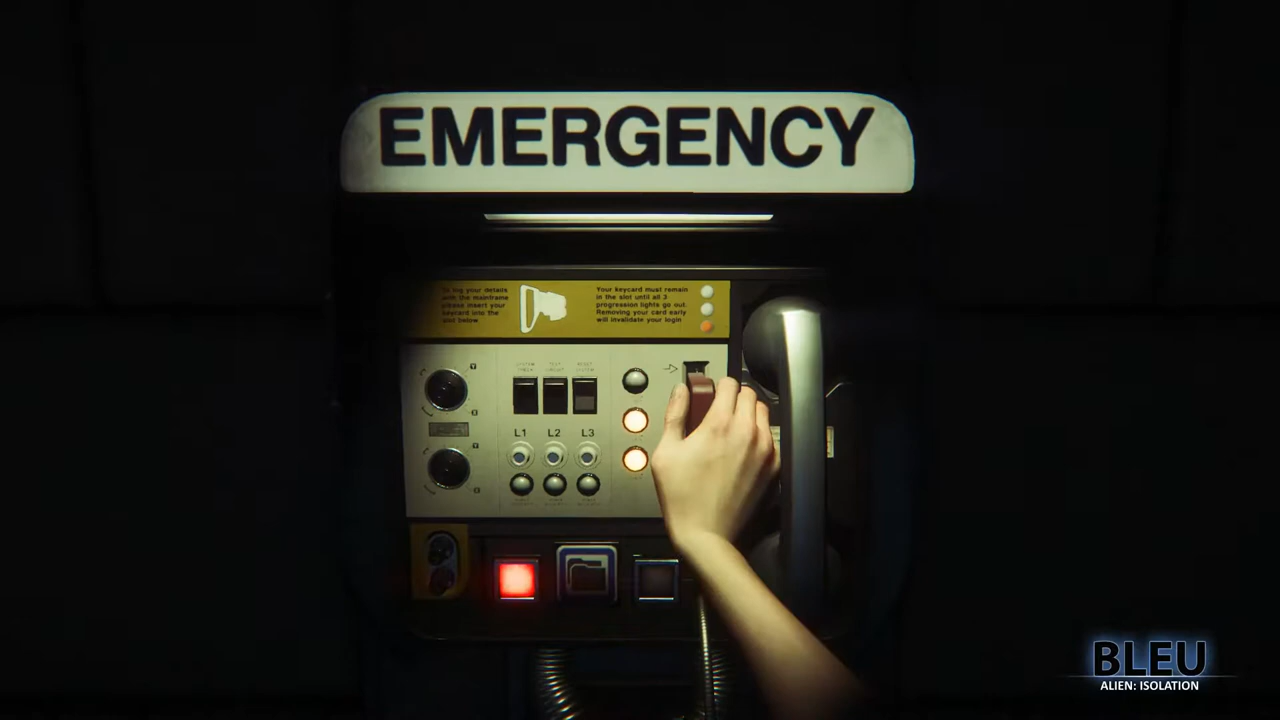 EMERGENCY
To log your details
with the mainframe
please insert your
keycard into the
slot below
Your keycard must remain
in the slot until all 3
progression lights go out.
Removing your card early
will invalidate your login
L1 L2 L3
BLEU
ALIEN: ISOLATION